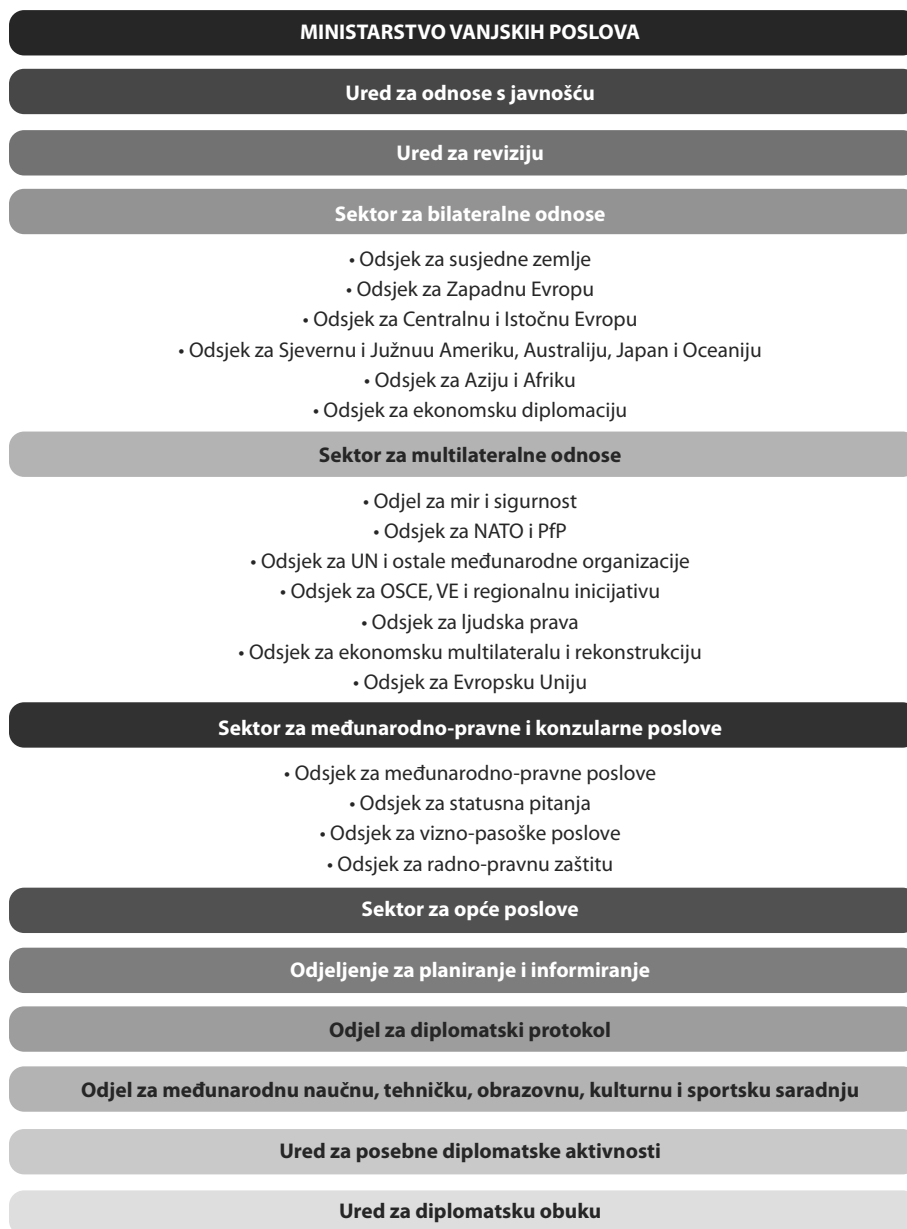 MINISTARSTVO VANJSKIH POSLOVA
Ured za odnose s javnošću
Ured za reviziju
Sektor za bilateralne odnose
• Odsjek za susjedne zemlje
• Odsjek za Zapadnu Evropu
• Odsjek za Centralnu i Istočnu Evropu
• Odsjek za Sjevernu i Južnuu Ameriku, Australiju, Japan i Oceaniju
• Odsjek za Aziju i Afriku
• Odsjek za ekonomsku diplomaciju
Sektor za multilateralne odnose
• Odjel za mir i sigurnost
• Odsjek za NATO i PfP
• Odsjek za UN i ostale međunarodne organizacije
• Odsjek za OSCE, VE i regionalnu inicijativu
• Odsjek za ljudska prava
• Odsjek za ekonomsku multilateralu i rekonstrukciju
• Odsjek za Evropsku Uniju
Sektor za međunarodno-pravne i konzularne poslove
• Odsjek za međunarodno-pravne poslove
• Odsjek za statusna pitanja
• Odsjek za vizno-pasoške poslove
• Odsjek za radno-pravnu zaštitu
Sektor za opće poslove
Odjeljenje za planiranje i informiranje
Odjel za diplomatski protokol
Odjel za međunarodnu naučnu, tehničku, obrazovnu, kulturnu i sportsku saradnju
Ured za posebne diplomatske aktivnosti
Ured za diplomatsku obuku